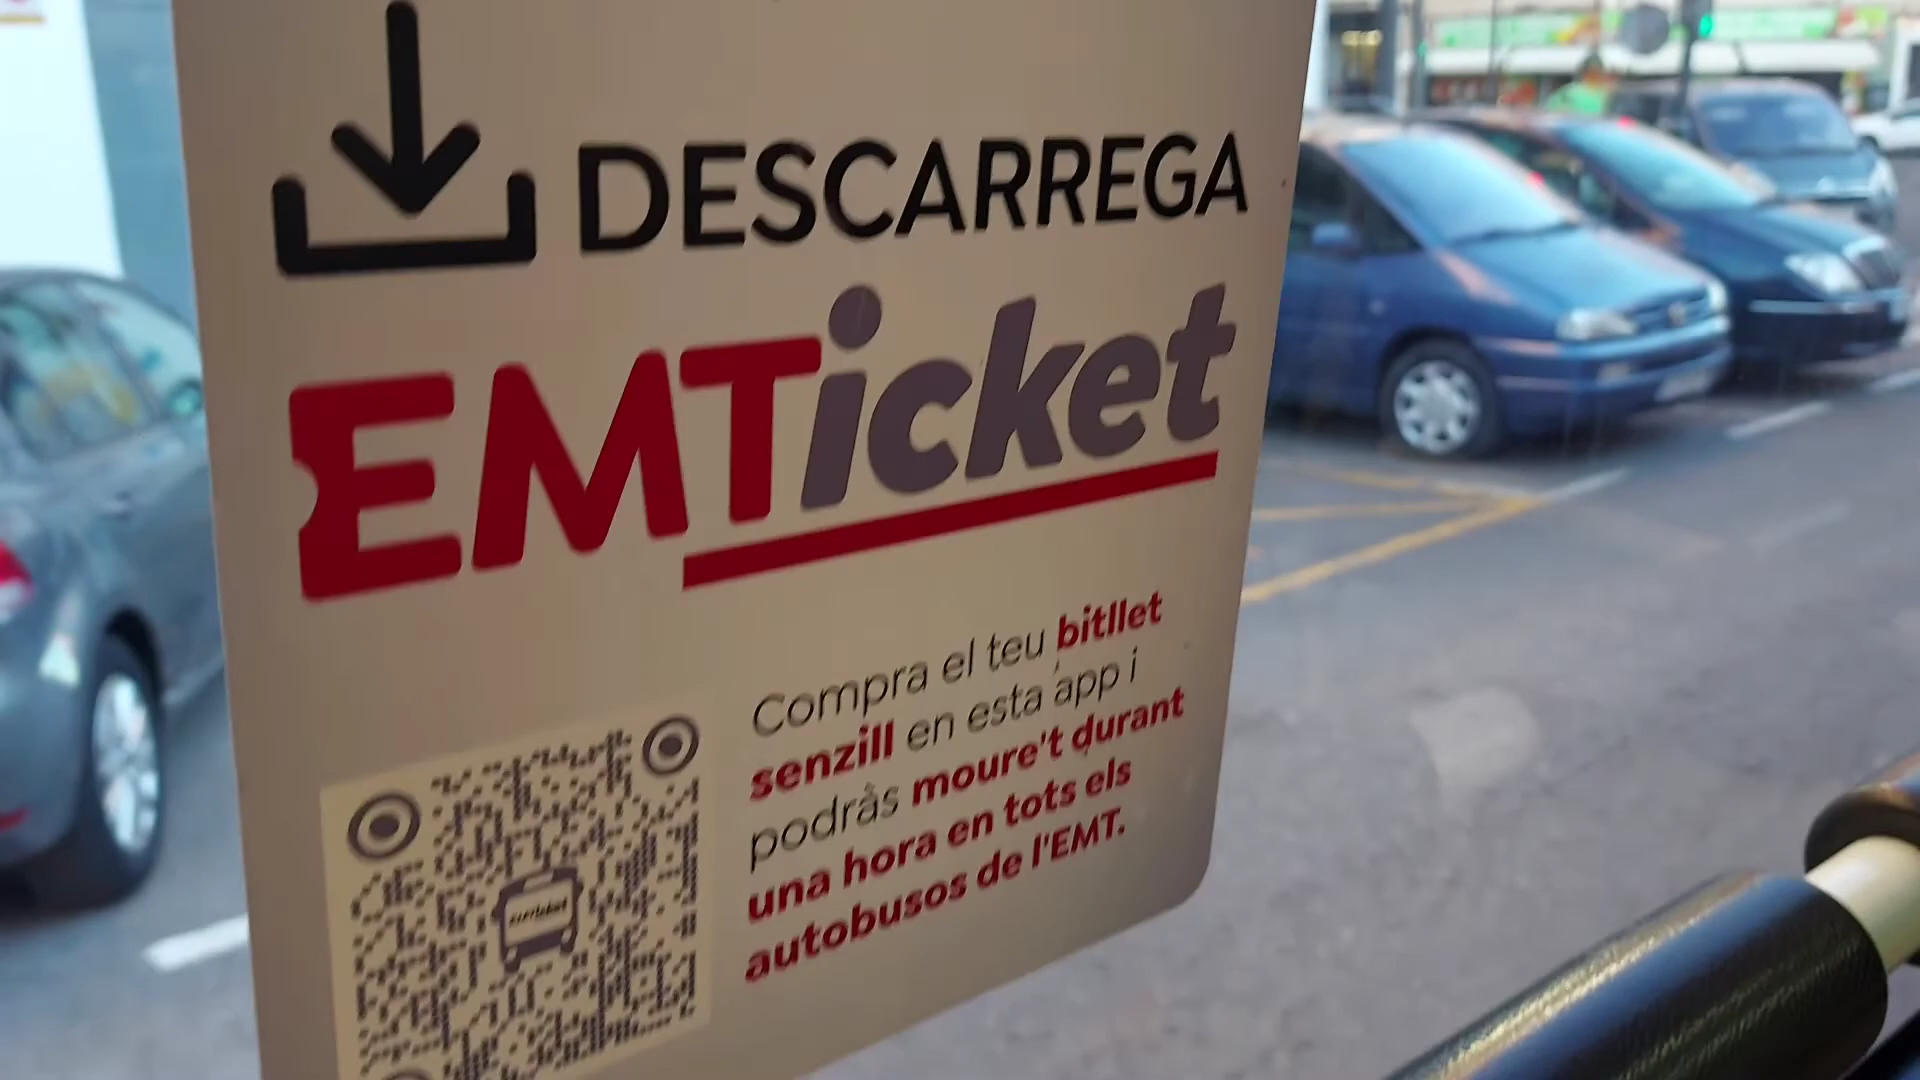 DESCARREGA
EMTicket
Compra el teu bitllet
senzill en esta app i
podràs moure't durant
una hora en tots els
autobusos de l'EMT.